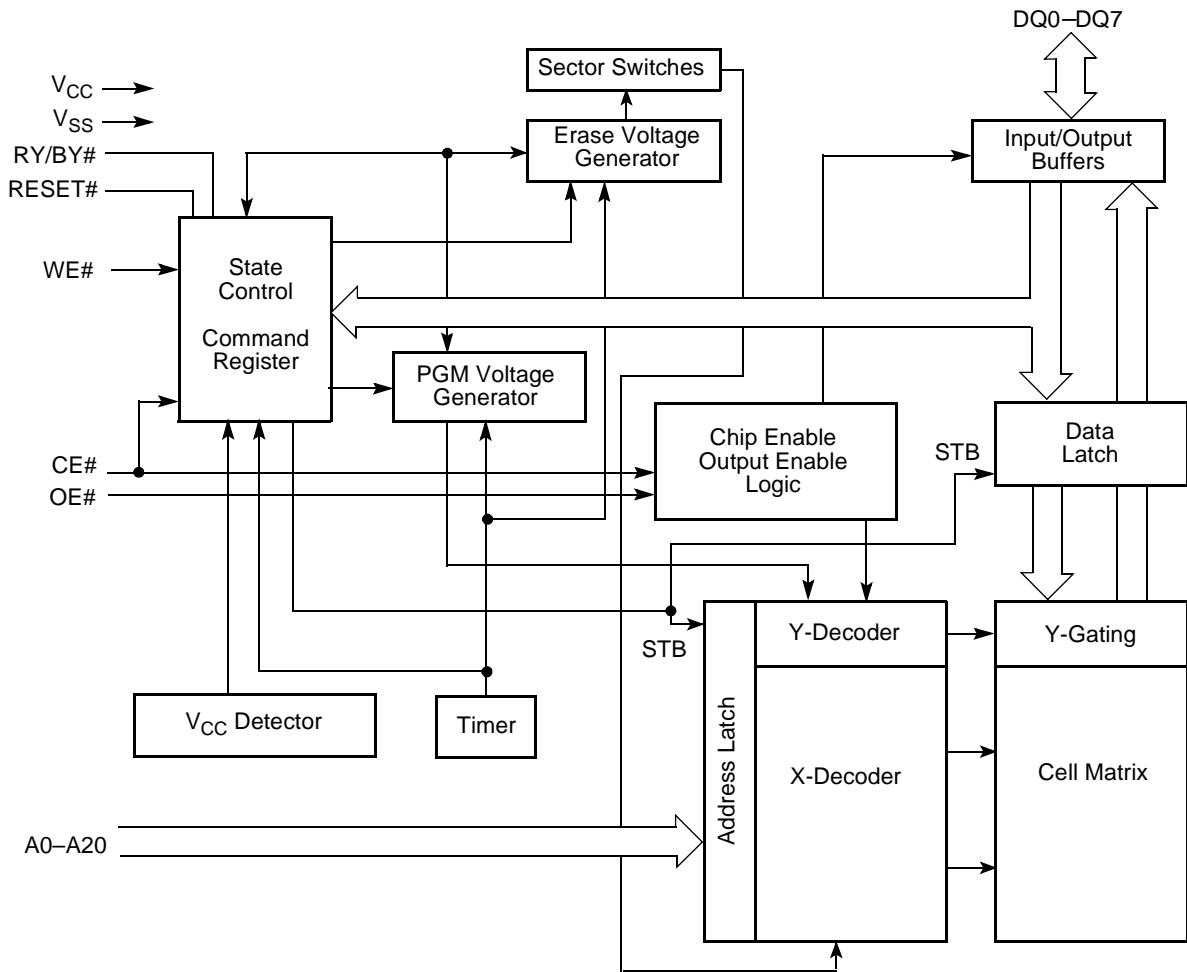 DQ0–DQ7
Sector Switches
VCC
VSS
RY/BY#
RESET#
Erase Voltage
Generator
Input/Output
Buffers
WE#
State
Control
Command
Register
PGM Voltage
Generator
CE#
OE#
Chip Enable
Output Enable
Logic
STB
Data
Latch
STB
Address Latch
Y-Decoder
Y-Gating
VCC Detector
Timer
X-Decoder
Cell Matrix
A0–A20